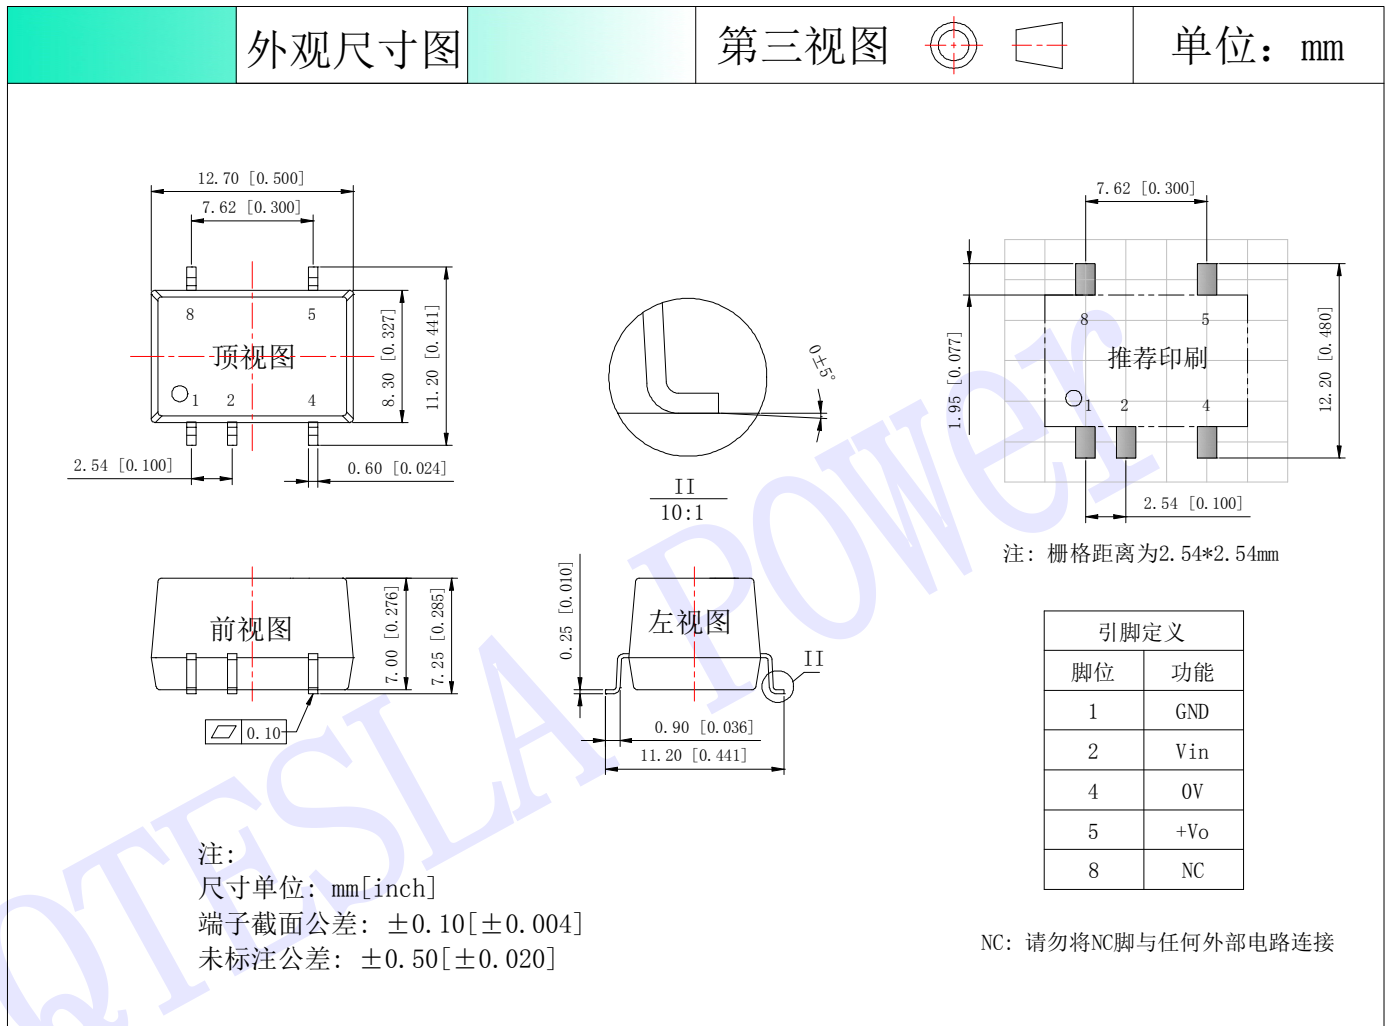 外观尺寸图
第三视图
单位：mm
12.70 [0.500]
7.62 [0.300]
8
5
顶视图
1
2
4
8.30 [0.327]
11.20 [0.441]
2.54 [0.100]
0.60 [0.024]
0±5°
II
10:1
7.62 [0.300]
1.95 [0.077]
8
5
推荐印刷
1
2
4
12.20 [0.480]
2.54 [0.100]
注: 栅格距离为2.54*2.54mm
前视图
7.00 [0.276]
7.25 [0.285]
0.10
0.25 [0.010]
左视图
II
0.90 [0.036]
11.20 [0.441]
引脚定义
脚位 功能
1 GND
2 Vin
4 0V
5 +Vo
8 NC
注:
尺寸单位: mm[inch]
端子截面公差: ±0.10[±0.004]
未标注公差: ±0.50[±0.020]
NC: 请勿将NC脚与任何外部电路连接
QTESLA POWer